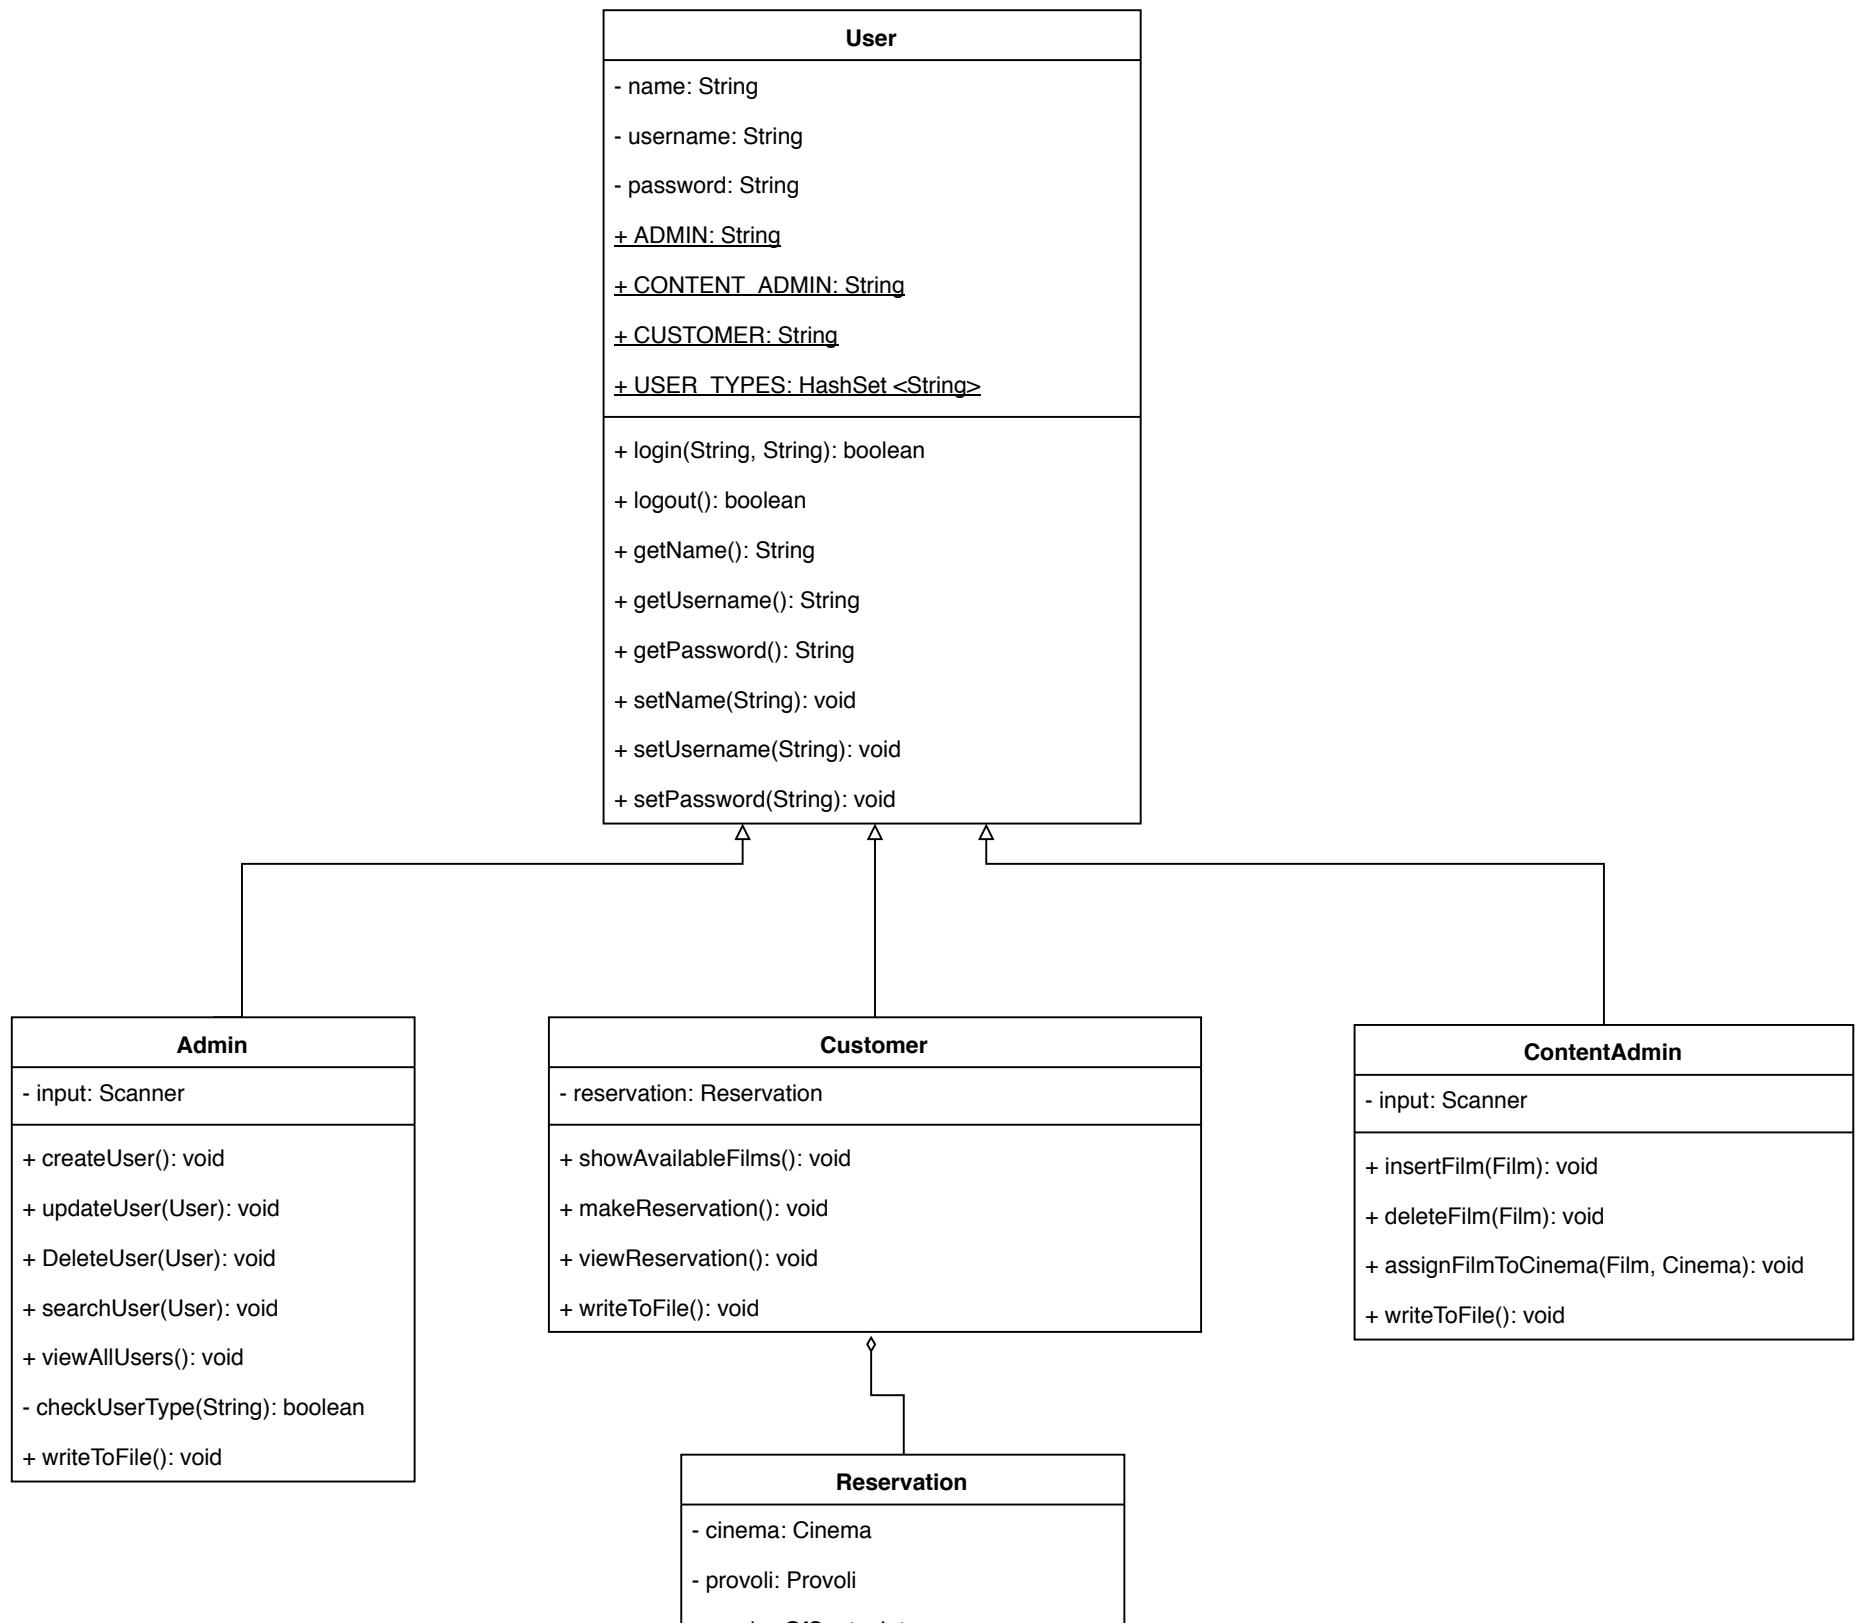 User
- name: String
- username: String
- password: String
+ ADMIN: String
+ CONTENT_ADMIN: String
+ CUSTOMER: String
+ USER_TYPES: HashSet <String>
+ login(String, String): boolean
+ logout(): boolean
+ getName(): String
+ getUsername(): String
+ getPassword(): String
+ setName(String): void
+ setUsername(String): void
+ setPassword(String): void
Admin
- input: Scanner
+ createUser(): void
+ updateUser(User): void
+ DeleteUser(User): void
+ searchUser(User): void
+ viewAllUsers(): void
- checkUserType(String): boolean
+ writeToFile(): void
Customer
- reservation: Reservation
+ showAvailableFilms(): void
+ makeReservation(): void
+ viewReservation(): void
+ writeToFile(): void
ContentAdmin
- input: Scanner
+ insertFilm(Film): void
+ deleteFilm(Film): void
+ assignFilmToCinema(Film, Cinema): void
+ writeToFile(): void
Reservation
- cinema: Cinema
- provoli: Provoli